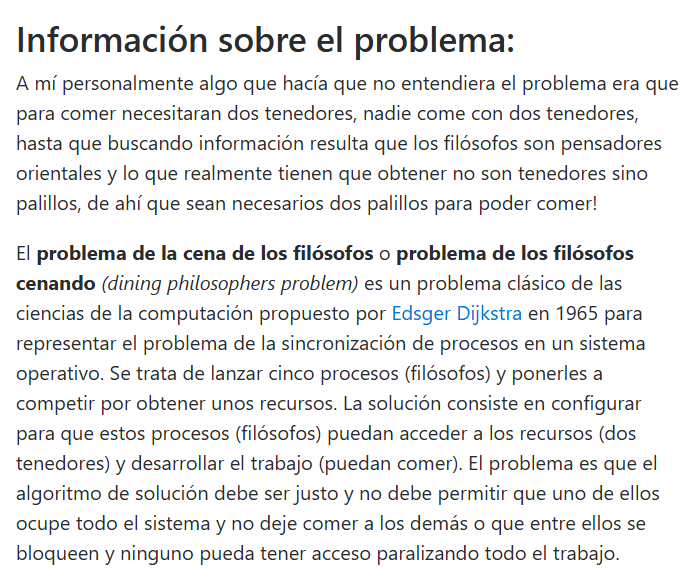 Información sobre el problema:
A mí personalmente algo que hacía que no entendiera el problema era que
para comer necesitaran dos tenedores, nadie come con dos tenedores,
hasta que buscando información resulta que los filósofos son pensadores
orientales y lo que realmente tienen que obtener no son tenedores sino
palillos, de ahí que sean necesarios dos palillos para poder comer!
El problema de la cena de los filósofos o problema de los filósofos
cenando (dining philosophers problem) es un problema clásico de las
ciencias de la computación propuesto por Edsger Dijkstra en 1965 para
representar el problema de la sincronización de procesos en un sistema
operativo. Se trata de lanzar cinco procesos (filósofos) y ponerles a
competir por obtener unos recursos. La solución consiste en configurar
para que estos procesos (filósofos) puedan acceder a los recursos (dos
tenedores) y desarrollar el trabajo (puedan comer). El problema es que el
algoritmo de solución debe ser justo y no debe permitir que uno de ellos
ocupe todo el sistema y no deje comer a los demás o que entre ellos se
bloqueen y ninguno pueda tener acceso paralizando todo el trabajo.